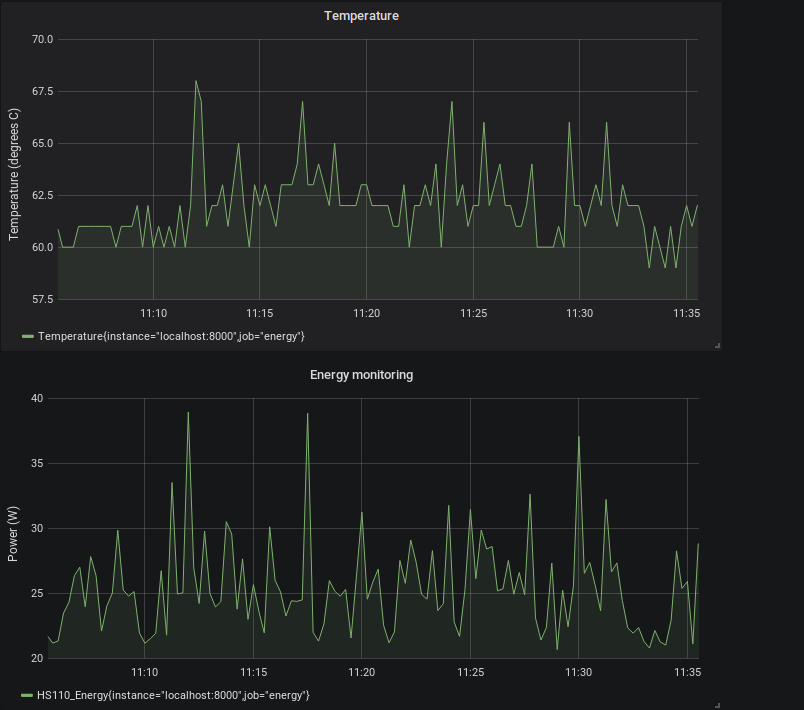 Temperature
70.0
67.5
65.0
62.5
60.0
57.5
Temperature (degrees C)
11:10 11:15 11:20 11:25 11:30 11:35
Temperature{instance="localhost:8000",job="energy"}
Energy monitoring
40
35
30
25
20
Power (W)
11:10 11:15 11:20 11:25 11:30 11:35
HS110_Energy{instance="localhost:8000",job="energy"}